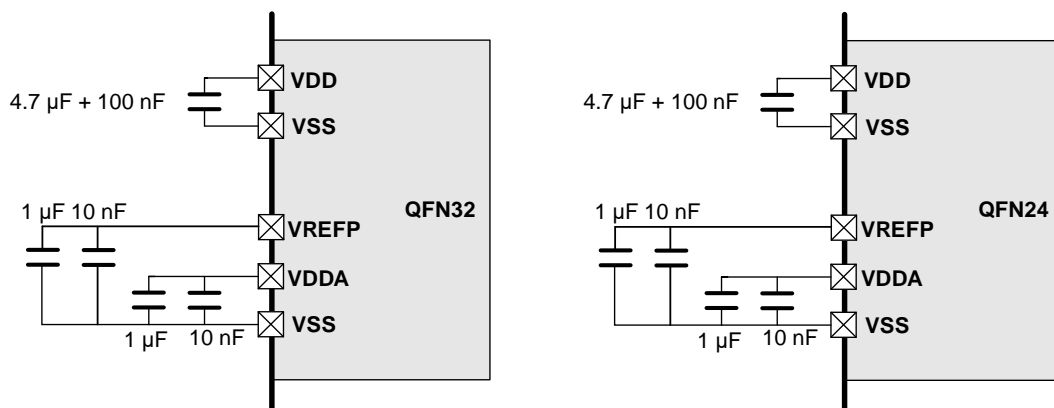 VDD
4.7 µF + 100 nF
VSS
QFN32
1 µF 10 nF
VREFP
VDDA
VSS
1 µF
10 nF
VDD
4.7 µF + 100 nF
VSS
QFN24
1 µF 10 nF
VREFP
VDDA
VSS
1 µF
10 nF